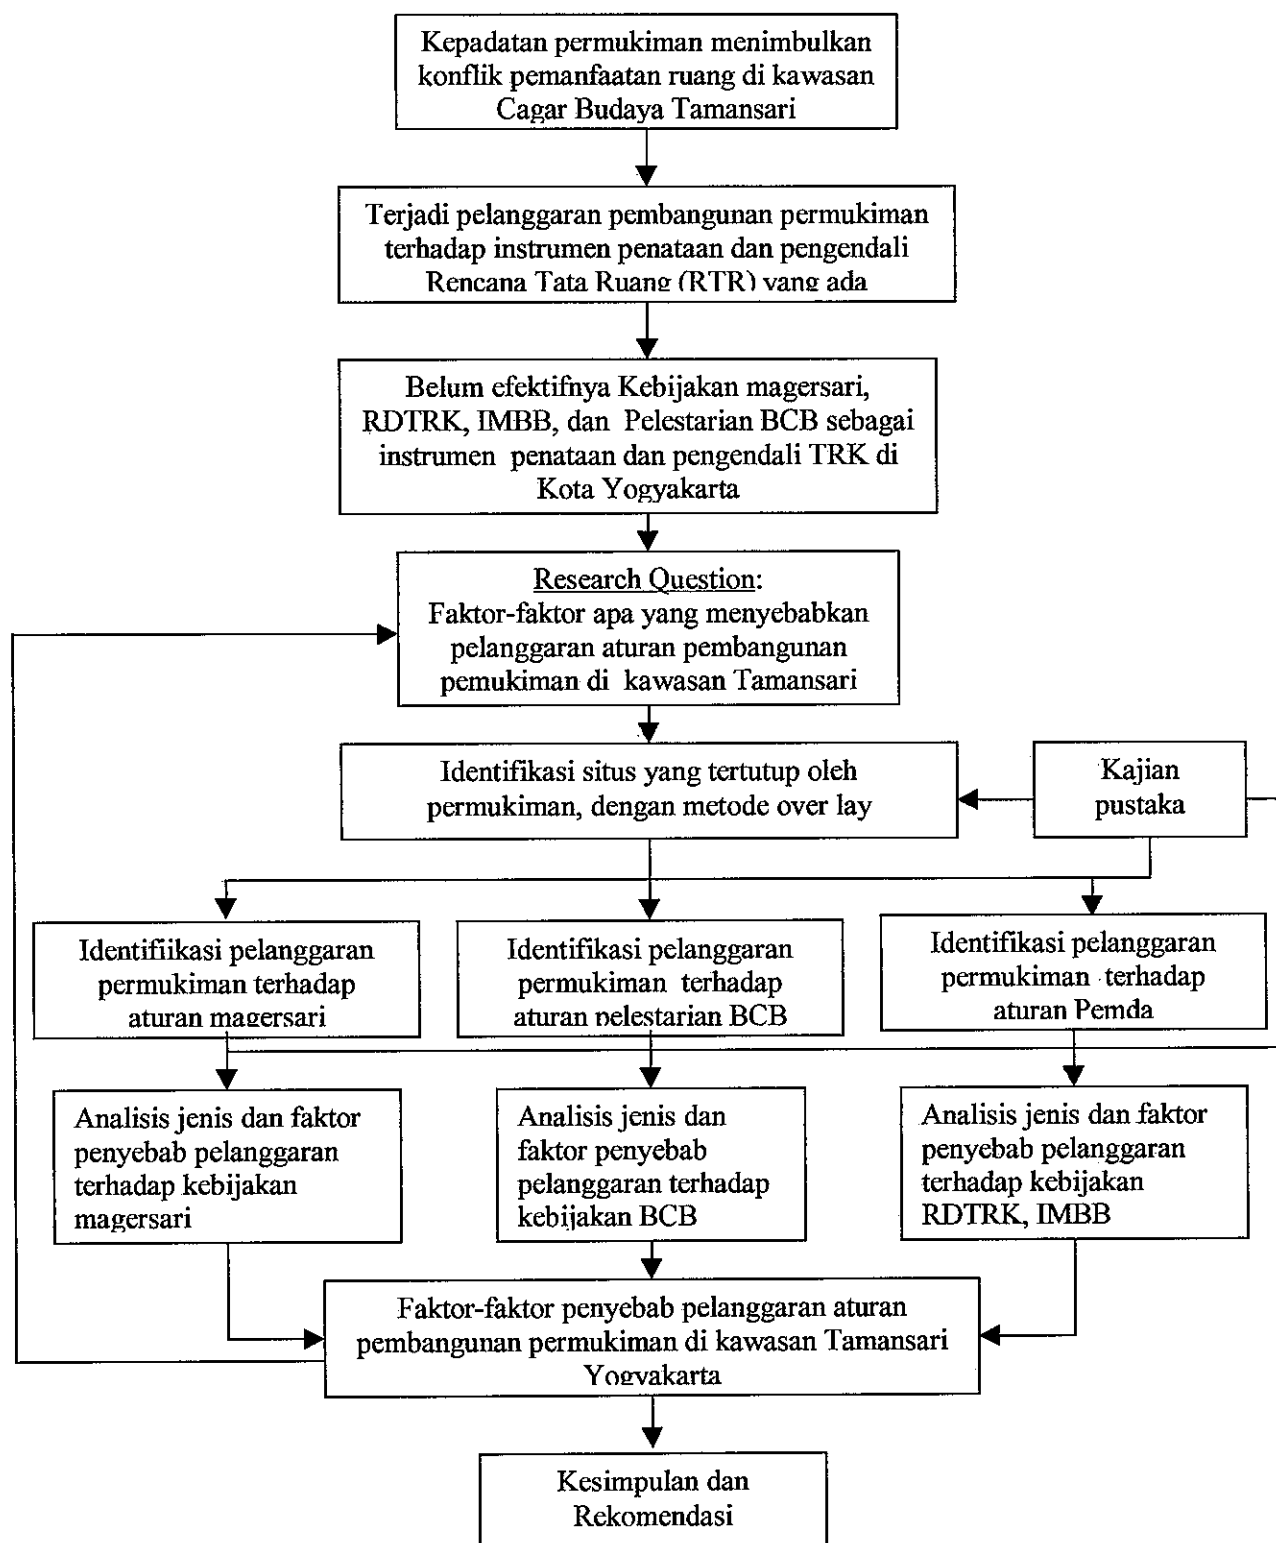 Kepadatan permukiman menimbulkan
konflik pemanfaatan ruang di kawasan
Cagar Budaya Tamansari
Terjadi pelanggaran pembangunan permukiman
terhadap instrumen penataan dan pengendali
Rencana Tata Ruang (RTR) yang ada
Belum efektifnya Kebijakan magersari,
RDTRK, IMBB, dan Pelestarian BCB sebagai
instrumen penataan dan pengendali TRK di
Kota Yogyakarta
Research Question:
Faktor-faktor apa yang menyebabkan
pelanggaran aturan pembangunan
pemukiman di kawasan Tamansari
Identifikasi situs yang tertutup oleh
permukiman, dengan metode over lay
Kajian
pustaka
Identifiikasi pelanggaran
permukiman terhadap
aturan magersari
Identifikasi pelanggaran
permukiman terhadap
aturan pelestarian BCB
Identifikasi pelanggaran
permukiman terhadap
aturan Pemda
Analisis jenis dan faktor
penyebab pelanggaran
terhadap kebijakan
magersari
Analisis jenis dan
faktor penyebab
pelanggaran terhadap
kebijakan BCB
Analisis jenis dan faktor
penyebab pelanggaran
terhadap kebijakan
RDTRK, IMBB
Faktor-faktor penyebab pelanggaran aturan
pembangunan permukiman di kawasan Tamansari
Yogyakarta
Kesimpulan dan
Rekomendasi